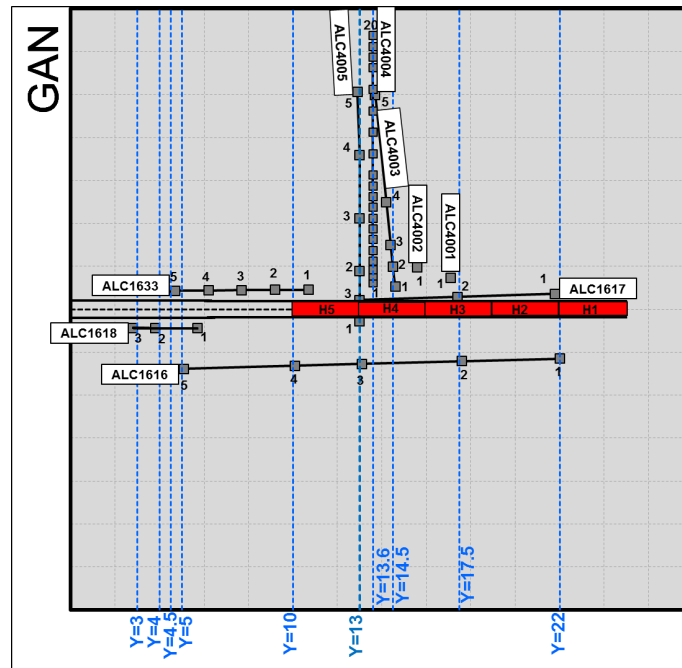 GAN
ALC4005
20
ALC4004
5
5
ALC4003
4
4
ALC4002
3
3
ALC4001
2
2
1
1
1
1
ALC1633
5
4
3
2
1
3
2
1
ALC1617
H5
H4
H3
H2
H1
ALC1618
3
2
1
1
ALC1616
5
4
3
2
1
Y=3
Y=4
Y=4.5
Y=5
Y=10
Y=13
Y=13.6
Y=14.5
Y=17.5
Y=22